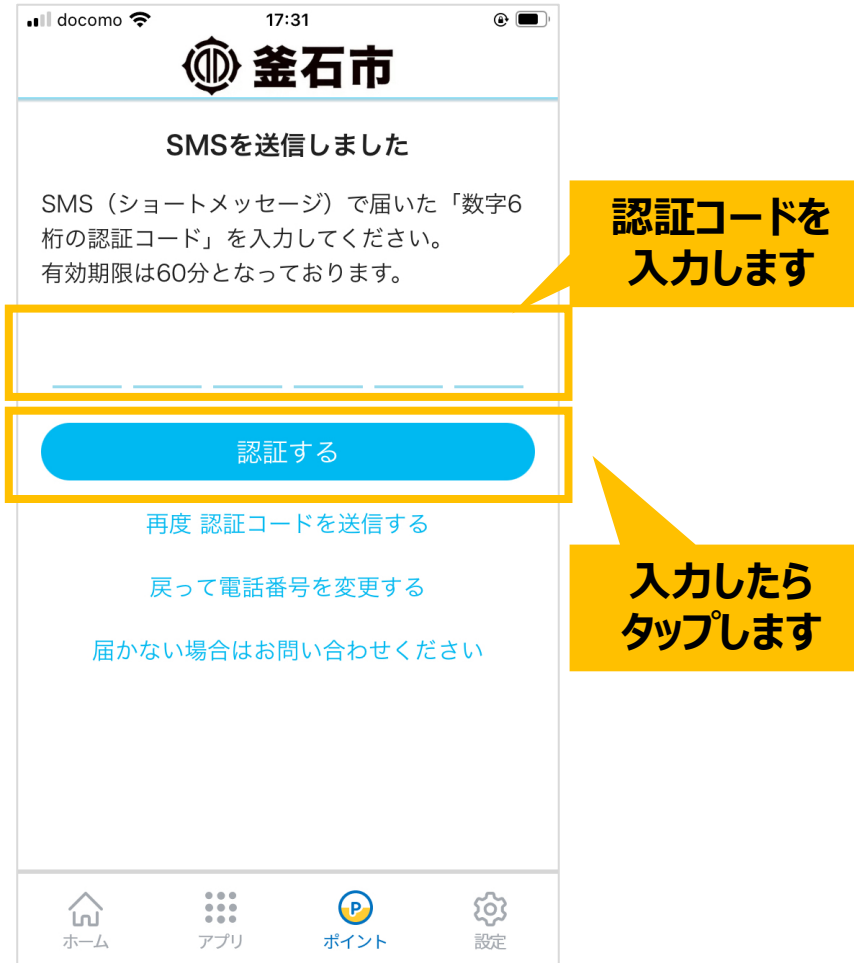 docomo 17:31
釜石市
SMSを送信しました
SMS（ショートメッセージ）で届いた「数字6
桁の認証コード」を入力してください。
有効期限は60分となっております。
認証コードを
入力します
認証する
再度 認証コードを送信する
戻って電話番号を変更する
届かない場合はお問い合わせください
入力したら
タップします
P
ホーム アプリ ポイント 設定